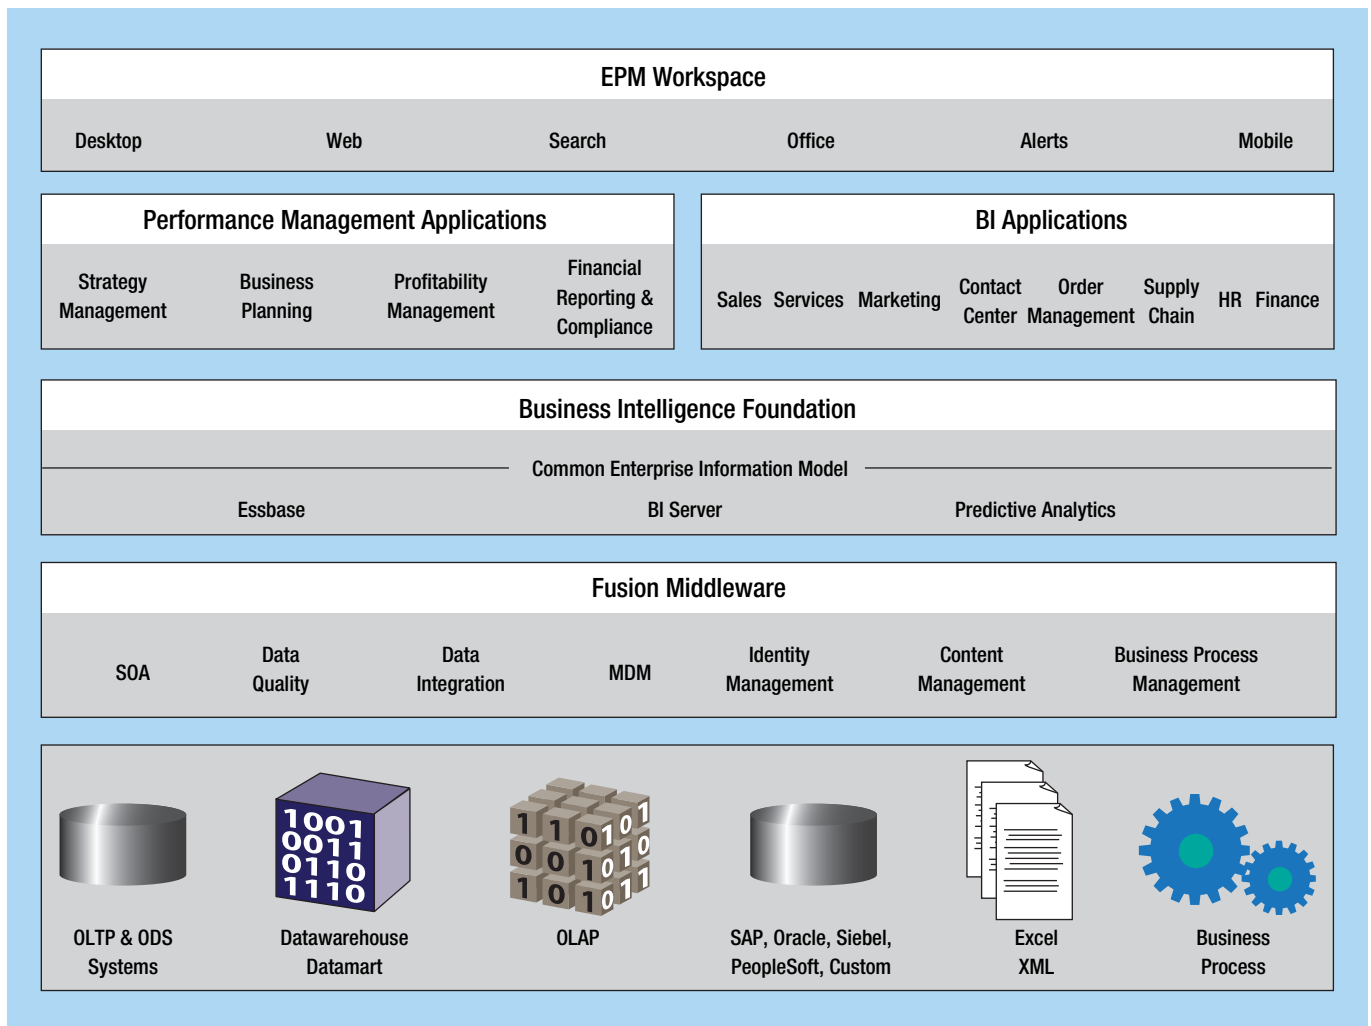 EPM Workspace
Desktop Web Search Office Alerts Mobile
Performance Management Applications
Strategy
Management
Business
Planning
Profitability
Management
Financial
Reporting &
Compliance
BI Applications
Sales Services Marketing
Contact
Center
Order
Management
Supply
Chain
HR Finance
Business Intelligence Foundation
Common Enterprise Information Model
Essbase BI Server Predictive Analytics
Fusion Middleware
SOA
Data
Quality
Data
Integration
MDM
Identity
Management
Content
Management
Business Process
Management
1001
0011
0110
1110
110101
001010
101011
OLTP & ODS
Systems
Datawarehouse
Datamart
OLAP
SAP, Oracle, Siebel,
PeopleSoft, Custom
Excel
XML
Business
Process